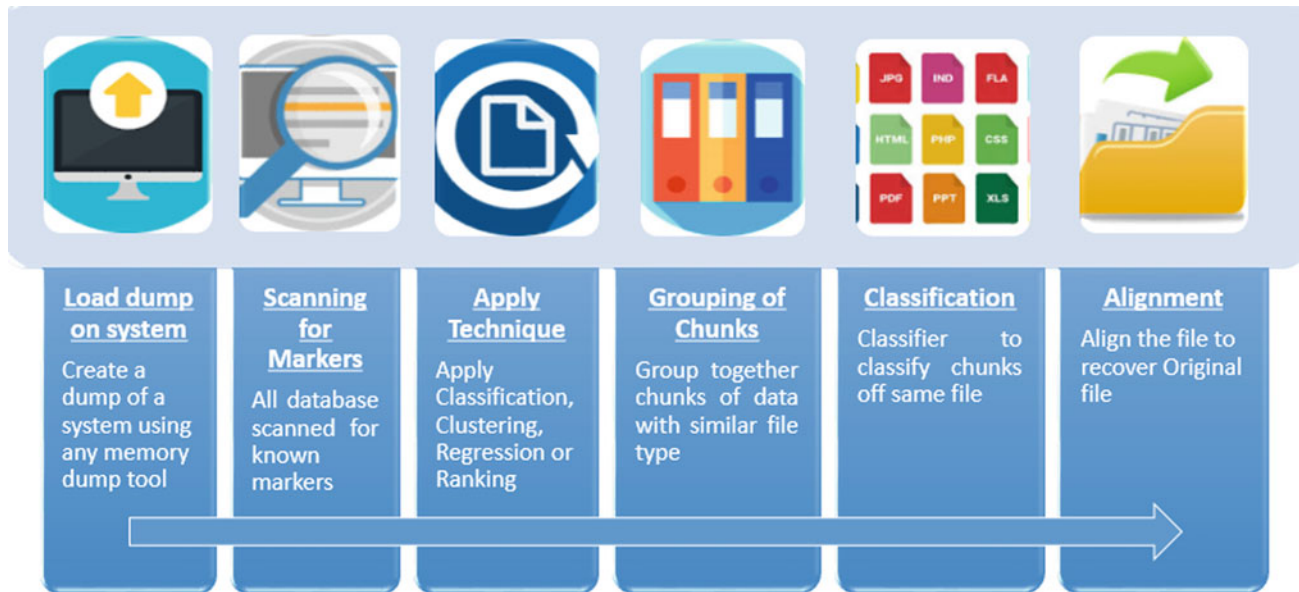 JPG
IND
FLA
HTML
PHP
CSS
PDF
PPT
XLS
Load dump
on system
Create a
dump of a
system using
any memory
dump tool
Scanning
for
Markers
All database
scanned for
known
markers
Apply
Technique
Apply
Classification,
Clustering,
Regression or
Ranking
Grouping of
Chunks
Group together
chunks of data
with similar file
type
Classification
Classifier to
classify chunks
off same file
Alignment
Align the file to
recover Original
file